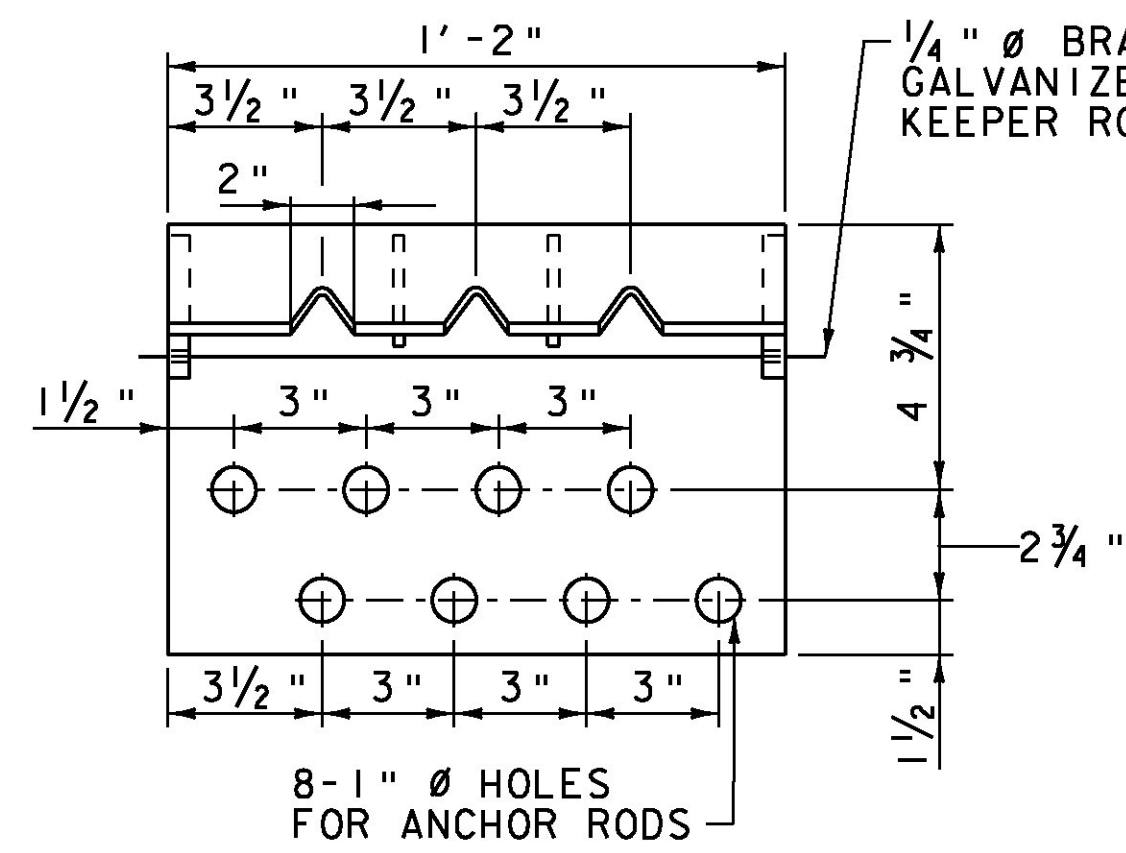 1'-2"
1/4" Ø
GALVANIZE
KEEPER
3 1/2" 3 1/2" 3 1/2"
2"
4 3/4"
1 1/2" 3" 3" 3"
2 3/4"
3 1/2" 3" 3" 3"
1 1/2"
8-1" Ø HOLES
FOR ANCHOR RODS